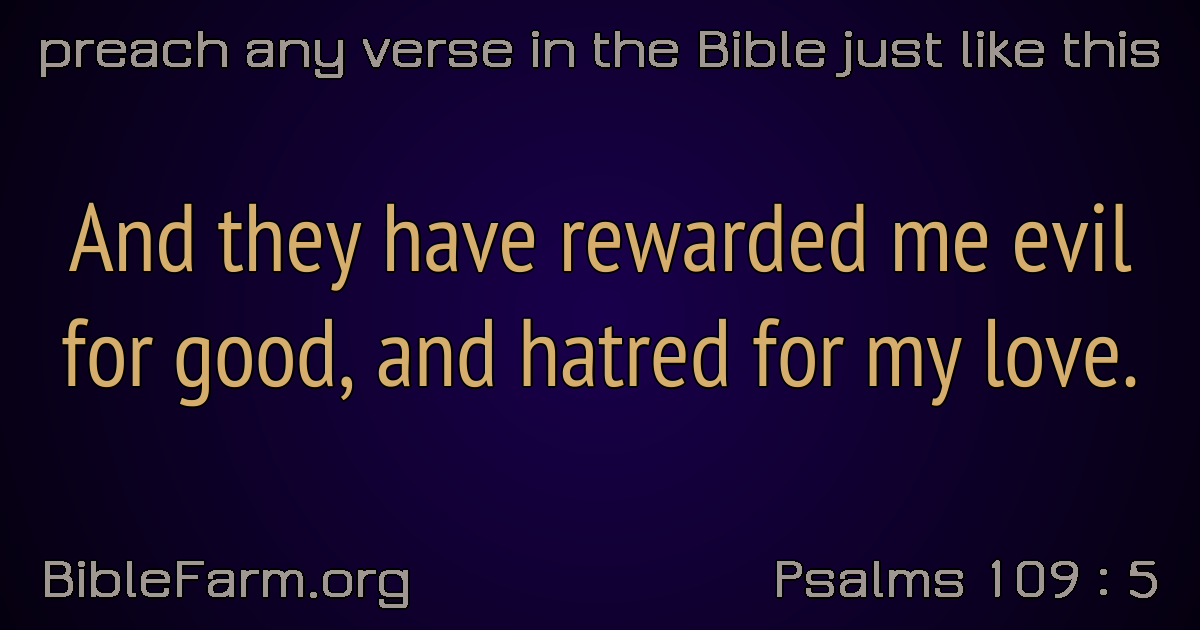 preach any verse in the Bible just like this
And they have rewarded me evil
for good, and hatred for my love.
BibleFarm.org
Psalms 109 : 5